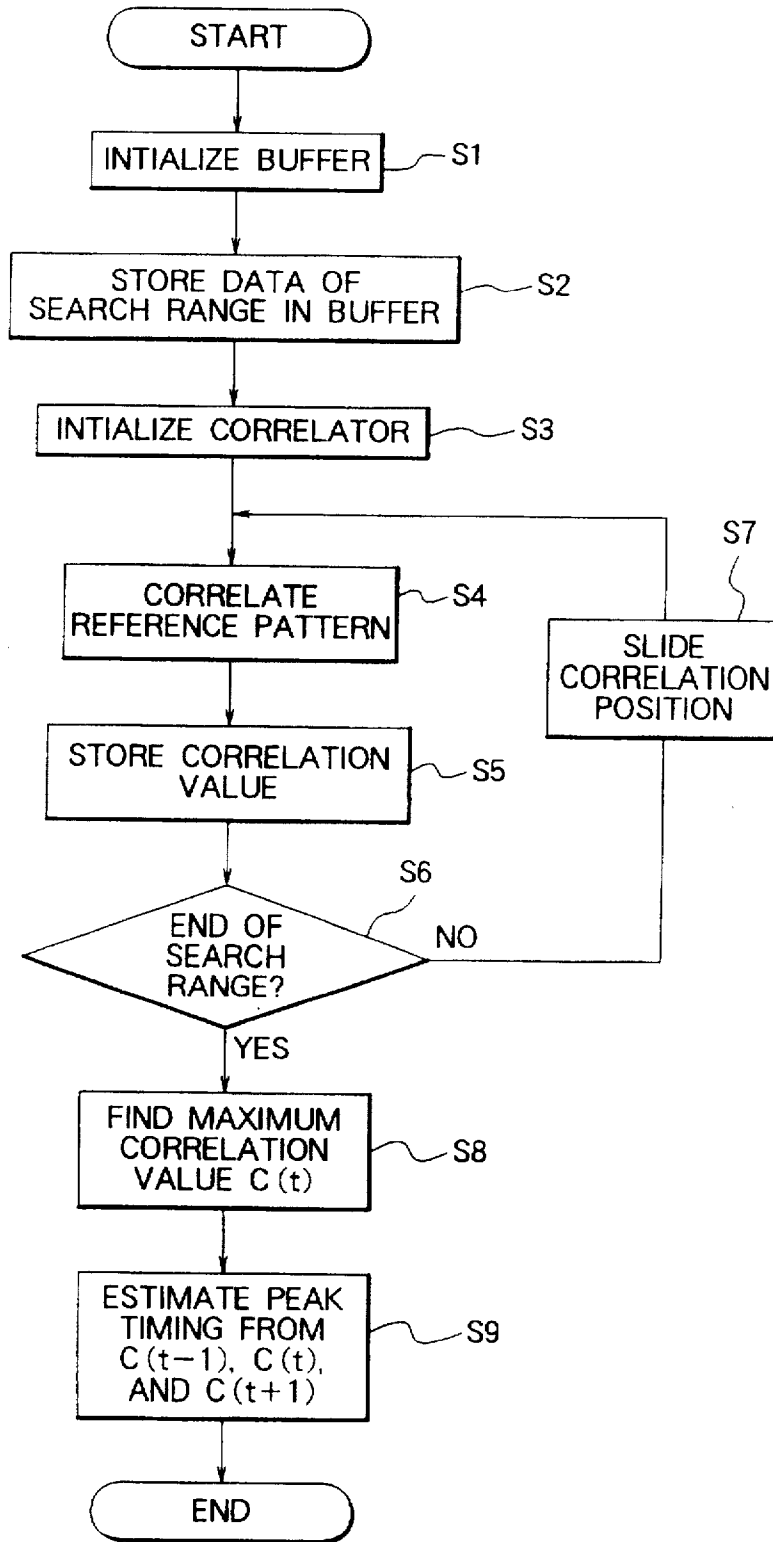 START
INTIALIZE BUFFER
S1
STORE DATA OF
SEARCH RANGE IN BUFFER
S2
INTIALIZE CORRELATOR
S3
CORRELATE
REFERENCE PATTERN
S4
S7
SLIDE
CORRELATION
POSITION
STORE CORRELATION
VALUE
S5
S6
END OF
SEARCH
RANGE?
NO
YES
FIND MAXIMUM
CORRELATION
VALUE C(t)
S8
ESTIMATE PEAK
TIMING FROM
C(t-1), C(t),
AND C(t+1)
S9
END